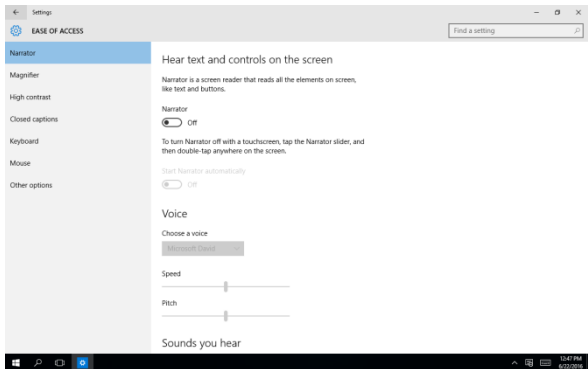 Settings
EASE OF ACCESS
Find a setting
Narrator
Magnifier
High contrast
Closed captions
Keyboard
Mouse
Other options
Hear text and controls on the screen
Narrator is a screen reader that reads all the elements on screen,
like text and buttons.
Narrator
Off
To turn Narrator off with a touchscreen, tap the Narrator slider, and
then double-tap anywhere on the screen.
Start Narrator automatically
Off
Voice
Choose a voice
Microsoft David
Speed
Pitch
Sounds you hear
12:47 PM
6/22/2016